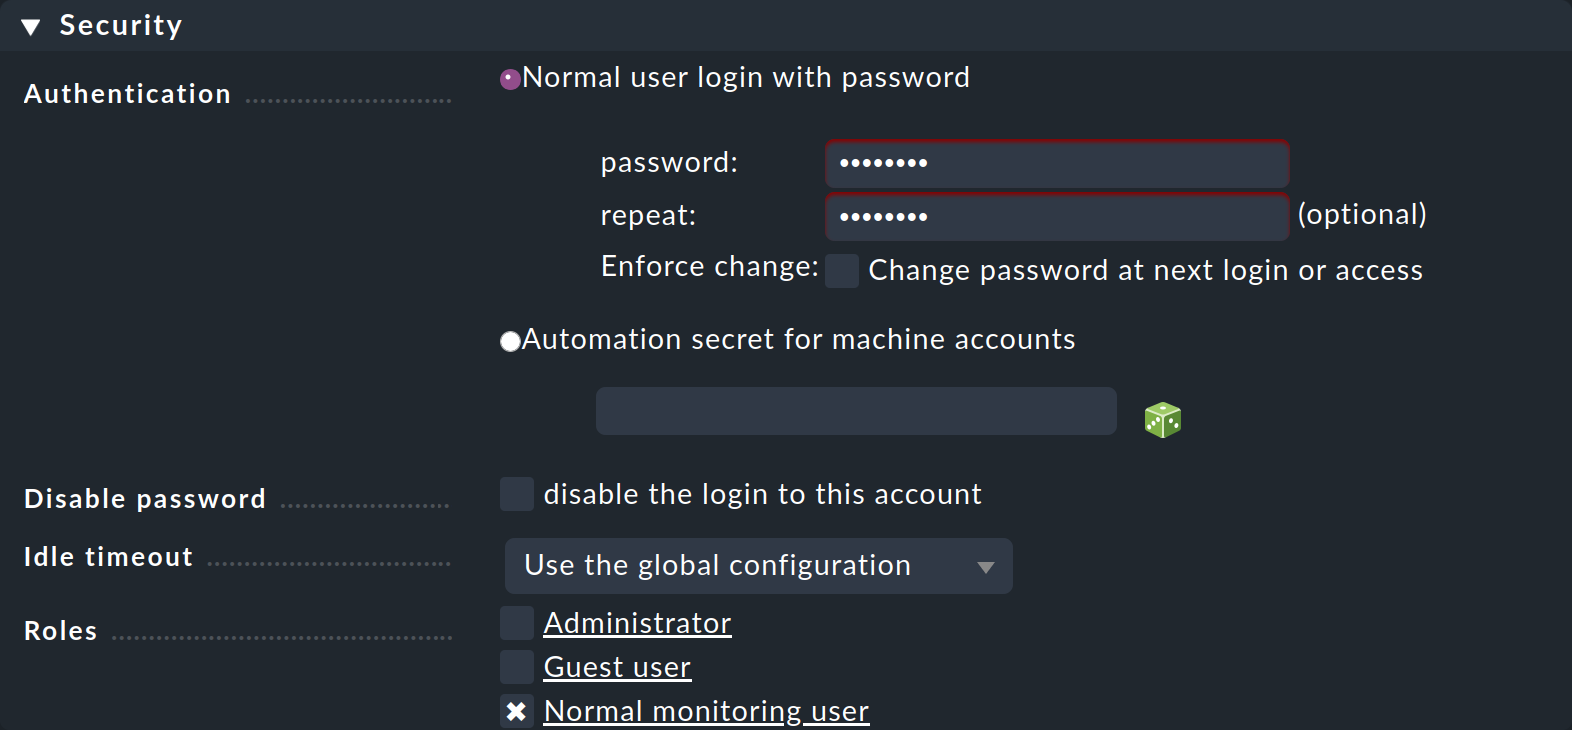 Security
Authentication
Normal user login with password
password: ••••••••
repeat: •••••••• (optional)
Enforce change: Change password at next login or access
Automation secret for machine accounts
Disable password disable the login to this account
Idle timeout Use the global configuration
Roles Administrator
Guest user
Normal monitoring user